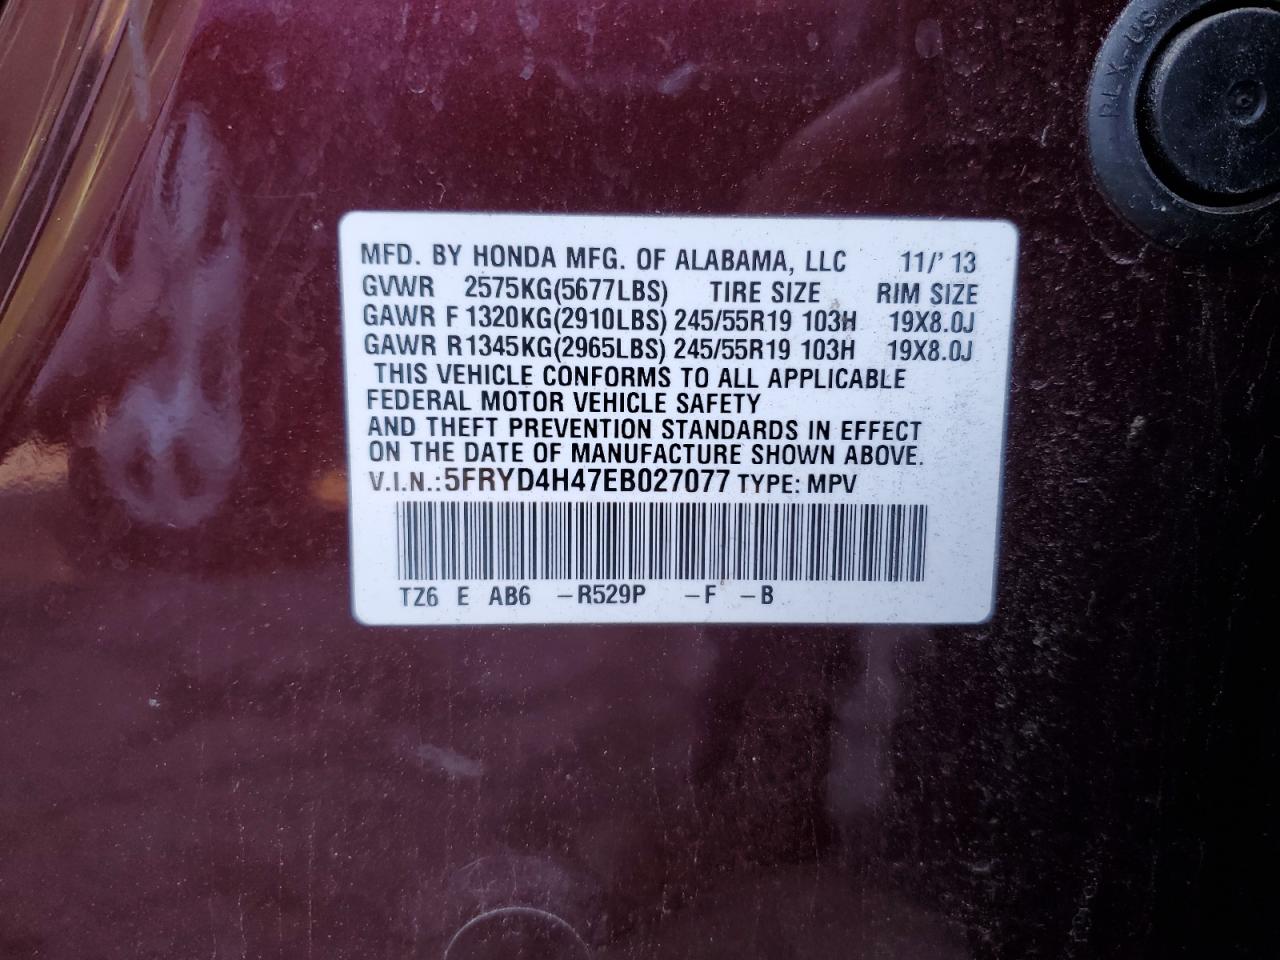 RLX-US
MFD. BY HONDA MFG. OF ALABAMA, LLC 11/'13
GVWR 2575KG(5677LBS) TIRE SIZE RIM SIZE
GAWR F 1320KG(2910LBS) 245/55R19 103H 19X8.0J
GAWR R1345KG(2965LBS) 245/55R19 103H 19X8.0J
THIS VEHICLE CONFORMS TO ALL APPLICABLE
FEDERAL MOTOR VEHICLE SAFETY
AND THEFT PREVENTION STANDARDS IN EFFECT
ON THE DATE OF MANUFACTURE SHOWN ABOVE.
V.I.N.:5FRYD4H47EB027077 TYPE: MPV
TZ6 E AB6 -R529P -F -B